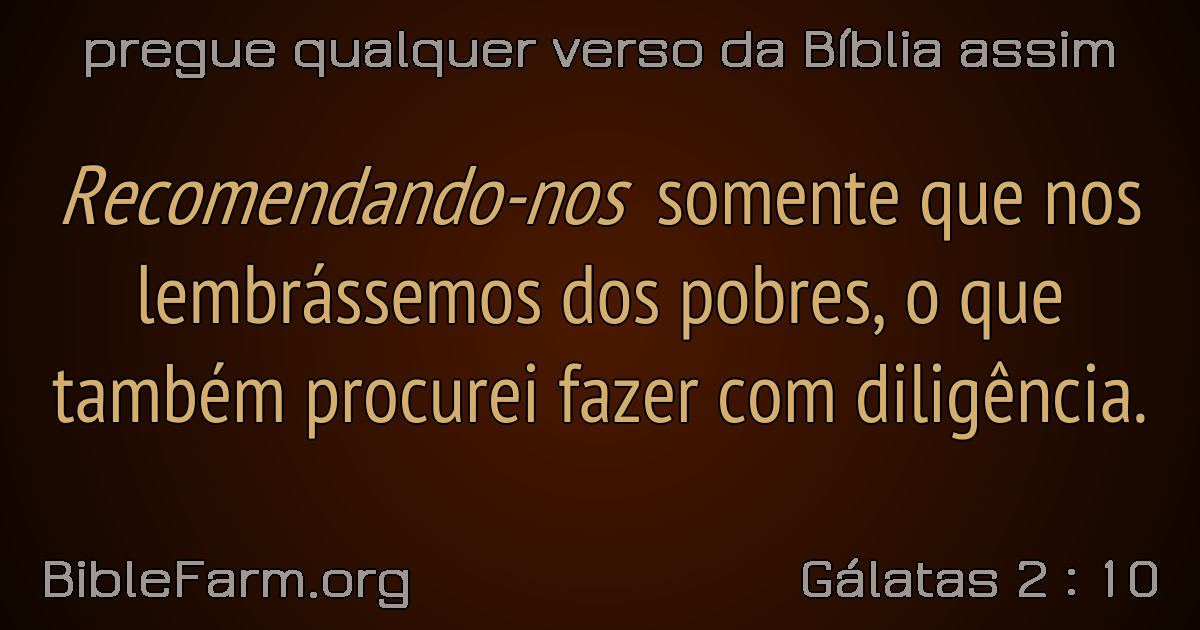 pregue qualquer verso da Bíblia assim
Recomendando-nos somente que nos
lembrássemos dos pobres, o que
também procurei fazer com diligência.
BibleFarm.org
Gálatas 2 : 10